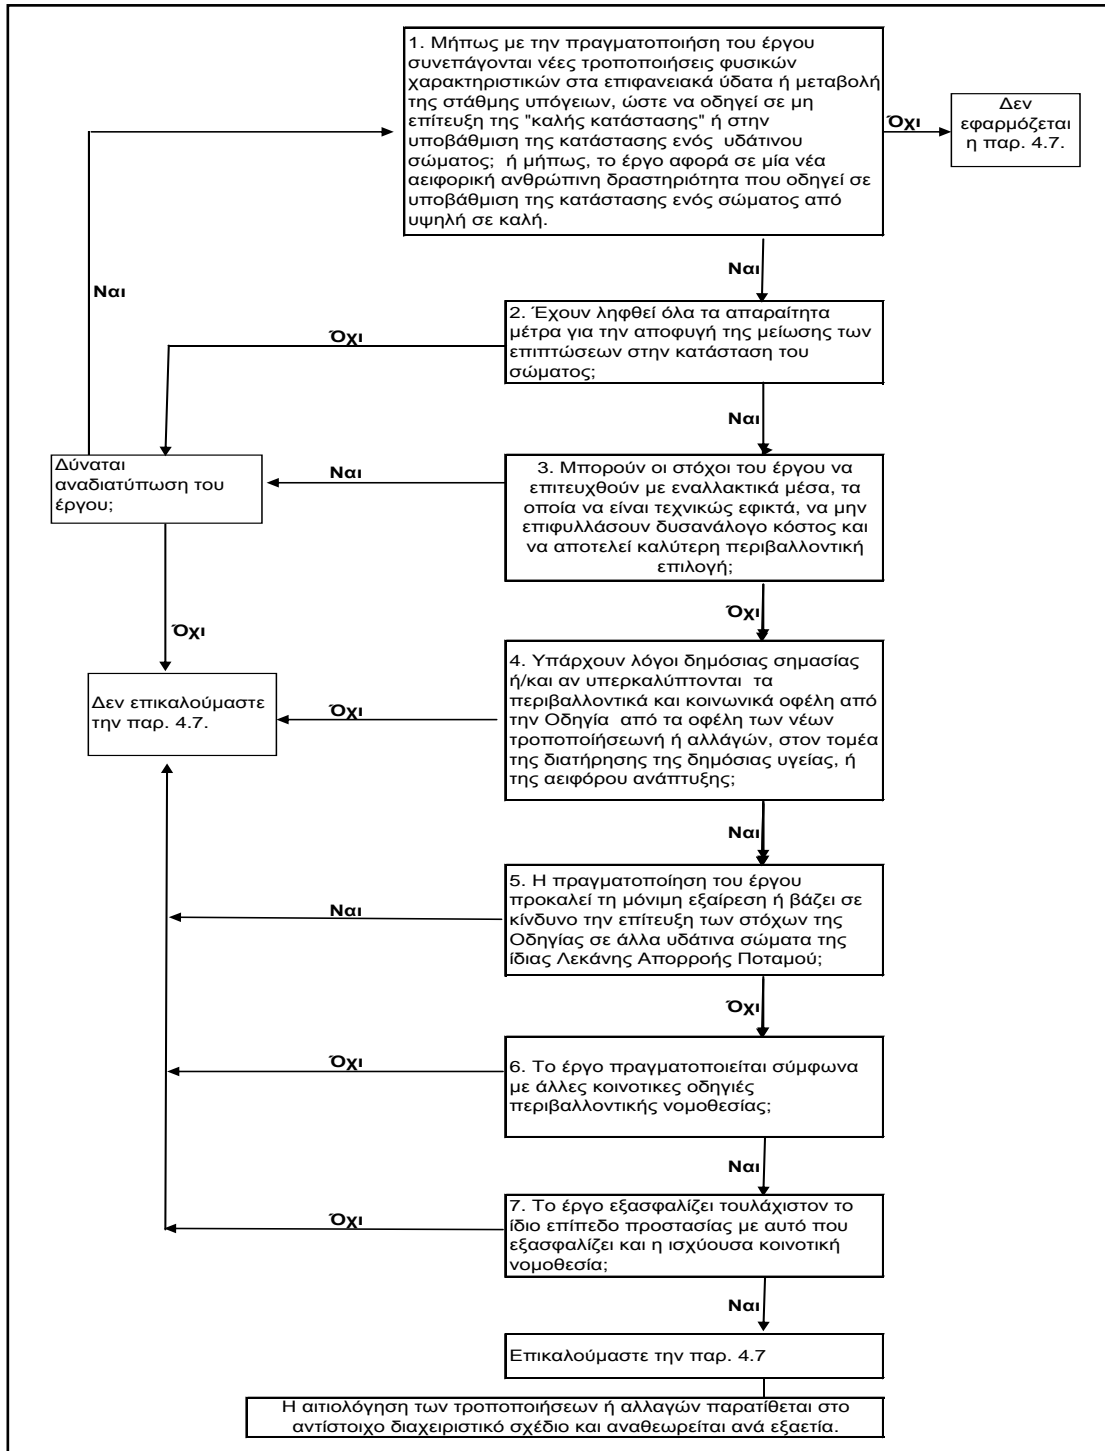 1. Μήπως με την πραγματοποιήση του έργου
συνεπάγονται νέες τροποποιήσεις φυσικών
χαρακτηριστικών στα επιφανειακά ύδατα ή μεταβολή
της στάθμης υπόγειων, ώστε να οδηγεί σε μη
επίτευξη της "καλής κατάστασης" ή στην
υποβάθμιση της κατάστασης ενός υδάτινου
σώματος; ή μήπως, το έργο αφορά σε μία νέα
αειφορική ανθρώπινη δραστηριότητα που οδηγεί σε
υποβάθμιση της κατάστασης ενός σώματος από
υψηλή σε καλή.
Όχι
Δεν
εφαρμόζεται
η παρ. 4.7.
Ναι
Ναι
2. Έχουν ληφθεί όλα τα απαραίτητα
μέτρα για την αποφυγή της μείωσης των
επιπτώσεων στην κατάσταση του
σώματος;
Όχι
Ναι
Δύναται
αναδιατύπωση του
έργου;
Ναι
3. Μπορούν οι στόχοι του έργου να
επιτευχθούν με εναλλακτικά μέσα, τα
οποία να είναι τεχνικώς εφικτά, να μην
επιφυλλάσουν δυσανάλογο κόστος και
να αποτελεί καλύτερη περιβαλλοντική
επιλογή;
Όχι
Όχι
Δεν επικαλούμαστε
την παρ. 4.7.
Όχι
4. Υπάρχουν λόγοι δημόσιας σημασίας
ή/και αν υπερκαλύπτονται τα
περιβαλλοντικά και κοινωνικά οφέλη από
την Οδηγία από τα οφέλη των νέων
τροποποίήσεωνή ή αλλάγών, στον τομέα
της διατήρησης της δημόσιας υγείας, ή
της αειφόρου ανάπτυξης;
Ναι
5. Η πραγματοποίηση του έργου
προκαλεί τη μόνιμη εξαίρεση ή βάζει σε
κίνδυνο την επίτευξη των στόχων της
Οδηγίας σε άλλα υδάτινα σώματα της
ίδιας Λεκάνης Απορροής Ποταμού;
Ναι
Όχι
6. Το έργο πραγματοποιείται σύμφωνα
με άλλες κοινοτικες οδηγιές
περιβαλλοντικής νομοθεσίας;
Όχι
Ναι
7. Το έργο εξασφαλίζει τουλάχιστον το
ίδιο επίπεδο προστασίας με αυτό που
εξασφαλίζει και η ισχύουσα κοινοτική
νομοθεσία;
Όχι
Ναι
Επικαλούμαστε την παρ. 4.7
Η αιτιολόγηση των τροποποιήσεων ή αλλαγών παρατίθεται στο
αντίστοιχο διαχειριστικό σχέδιο και αναθεωρείται ανά εξαετία.